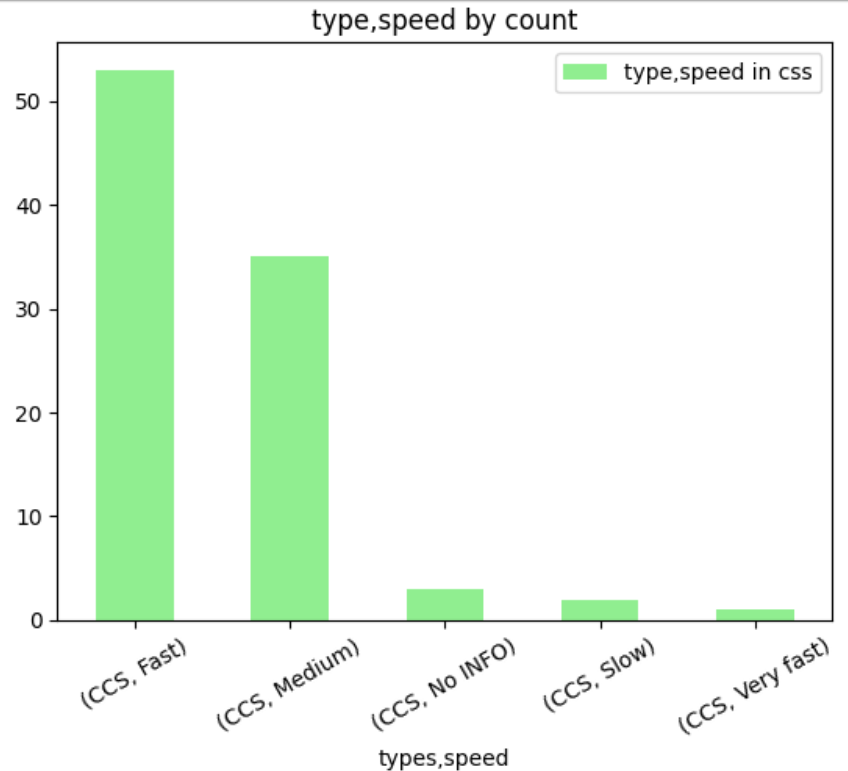 type,speed by count
type,speed in css
50
40
30
20
10
0
(CCS, Fast)
(CCS, Medium)
(CCS, No INFO)
(CCS, Slow)
(CCS, Very fast)
types,speed